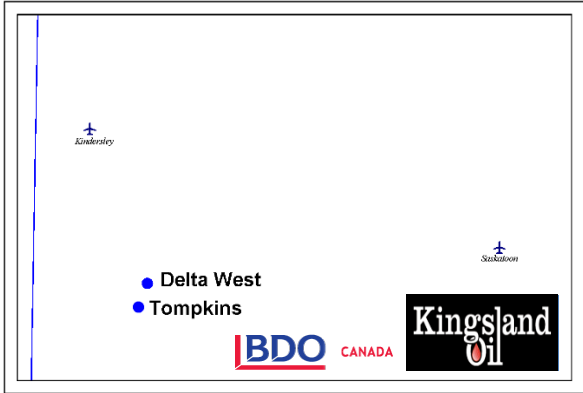 Kindersley
Saskatoon
Delta West
Tompkins
BDO CANADA
Kingsland
Oil